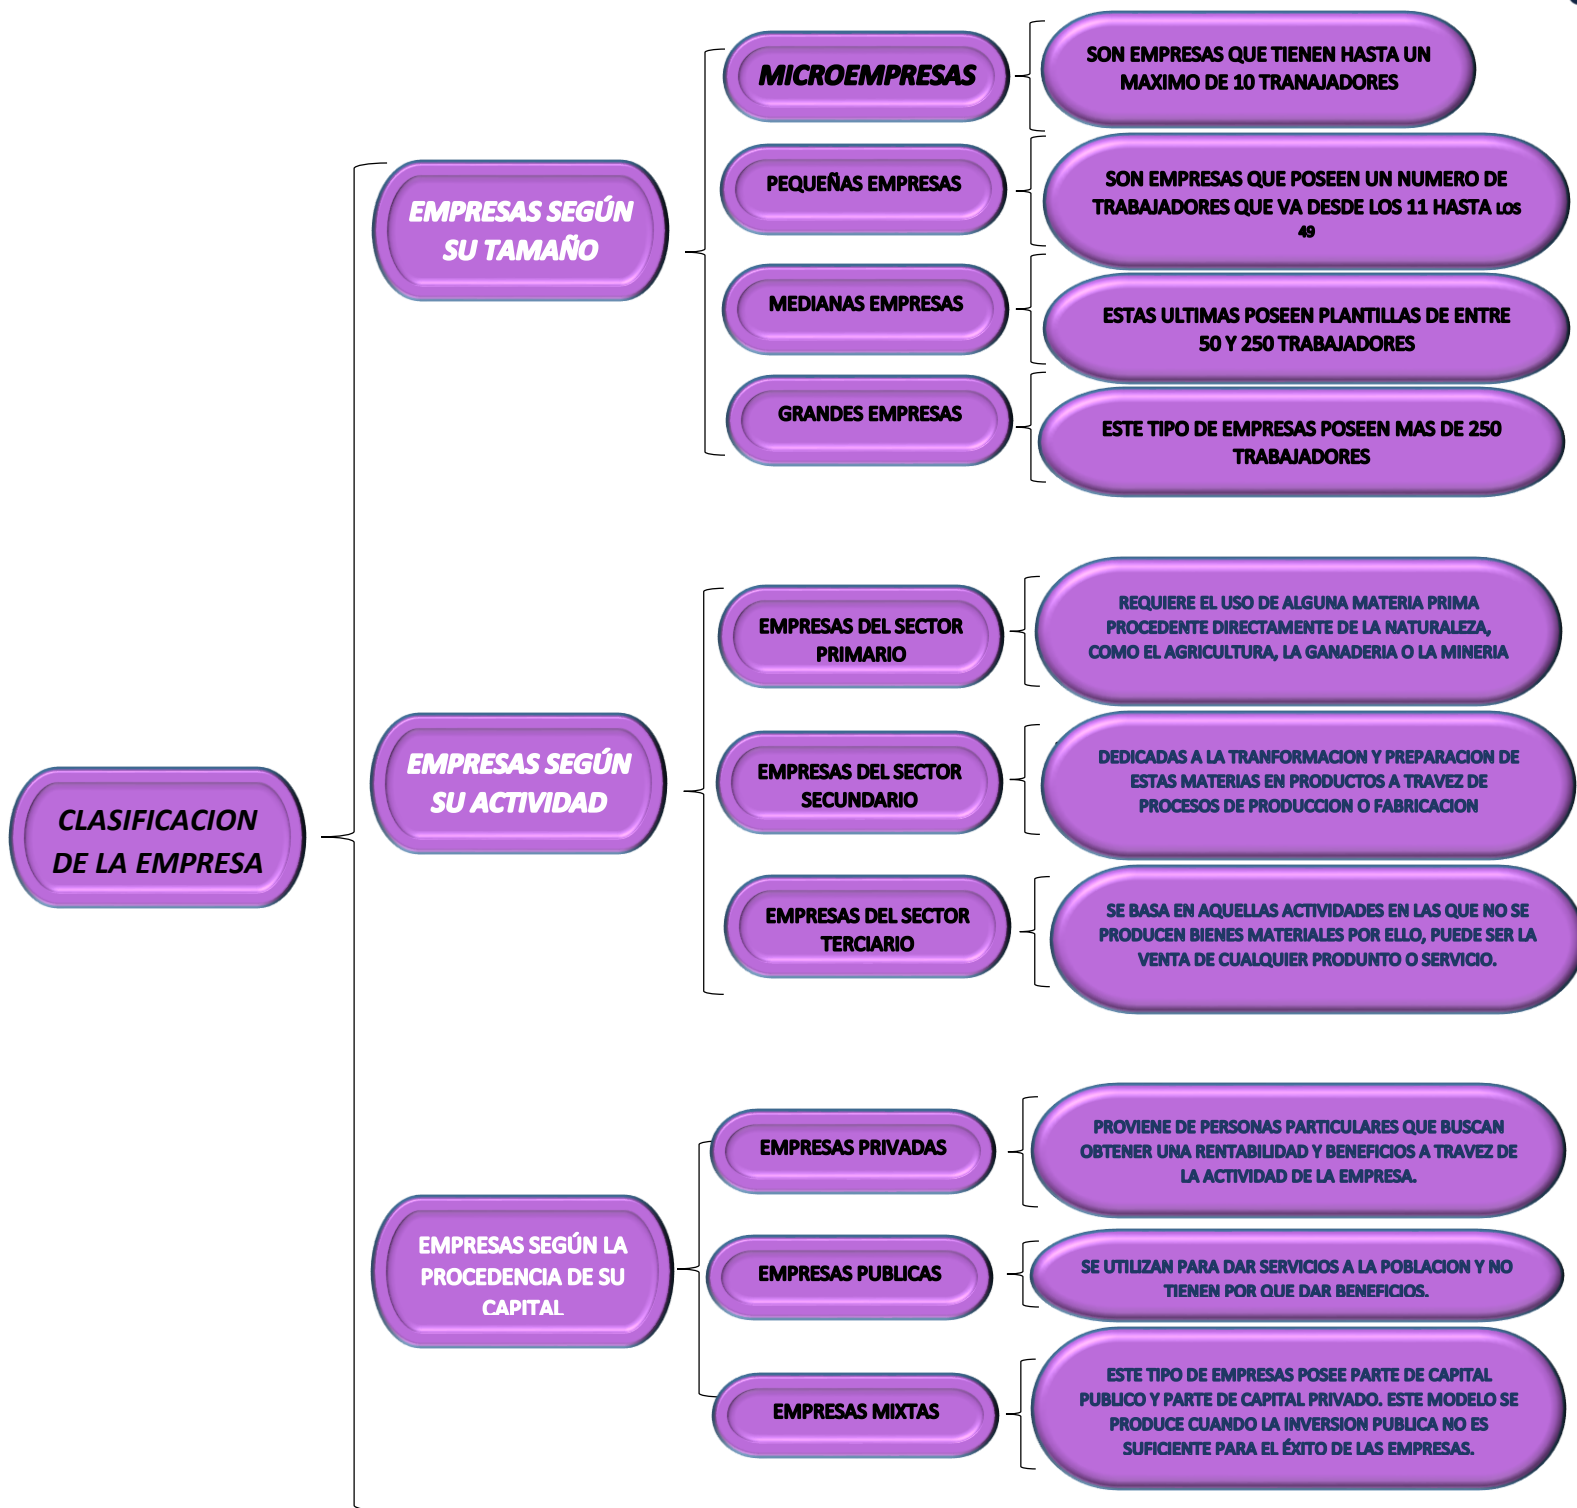 CLASIFICACION
DE LA EMPRESA
EMPRESAS SEGÚN
SU TAMAÑO
MICROEMPRESAS
SON EMPRESAS QUE TIENEN HASTA UN
MAXIMO DE 10 TRANAJADORES
PEQUEÑAS EMPRESAS
SON EMPRESAS QUE POSEEN UN NUMERO DE
TRABAJADORES QUE VA DESDE LOS 11 HASTA LOS
49
MEDIANAS EMPRESAS
ESTAS ULTIMAS POSEEN PLANTILLAS DE ENTRE
50 Y 250 TRABAJADORES
GRANDES EMPRESAS
ESTE TIPO DE EMPRESAS POSEEN MAS DE 250
TRABAJADORES
EMPRESAS SEGÚN
SU ACTIVIDAD
EMPRESAS DEL SECTOR
PRIMARIO
REQUIERE EL USO DE ALGUNA MATERIA PRIMA
PROCEDENTE DIRECTAMENTE DE LA NATURALEZA,
COMO EL AGRICULTURA, LA GANADERIA O LA MINERIA
EMPRESAS DEL SECTOR
SECUNDARIO
DEDICADAS A LA TRANFORMACION Y PREPARACION DE
ESTAS MATERIAS EN PRODUCTOS A TRAVEZ DE
PROCESOS DE PRODUCCION O FABRICACION
EMPRESAS DEL SECTOR
TERCIARIO
SE BASA EN AQUELLAS ACTIVIDADES EN LAS QUE NO SE
PRODUCEN BIENES MATERIALES POR ELLO, PUEDE SER LA
VENTA DE CUALQUIER PRODUNTO O SERVICIO.
EMPRESAS SEGÚN LA
PROCEDENCIA DE SU
CAPITAL
EMPRESAS PRIVADAS
PROVIENE DE PERSONAS PARTICULARES QUE BUSCAN
OBTENER UNA RENTABILIDAD Y BENEFICIOS A TRAVEZ DE
LA ACTIVIDAD DE LA EMPRESA.
EMPRESAS PUBLICAS
SE UTILIZAN PARA DAR SERVICIOS A LA POBLACION Y NO
TIENEN POR QUE DAR BENEFICIOS.
EMPRESAS MIXTAS
ESTE TIPO DE EMPRESAS POSEE PARTE DE CAPITAL
PUBLICO Y PARTE DE CAPITAL PRIVADO. ESTE MODELO SE
PRODUCE CUANDO LA INVERSION PUBLICA NO ES
SUFICIENTE PARA EL ÉXITO DE LAS EMPRESAS.